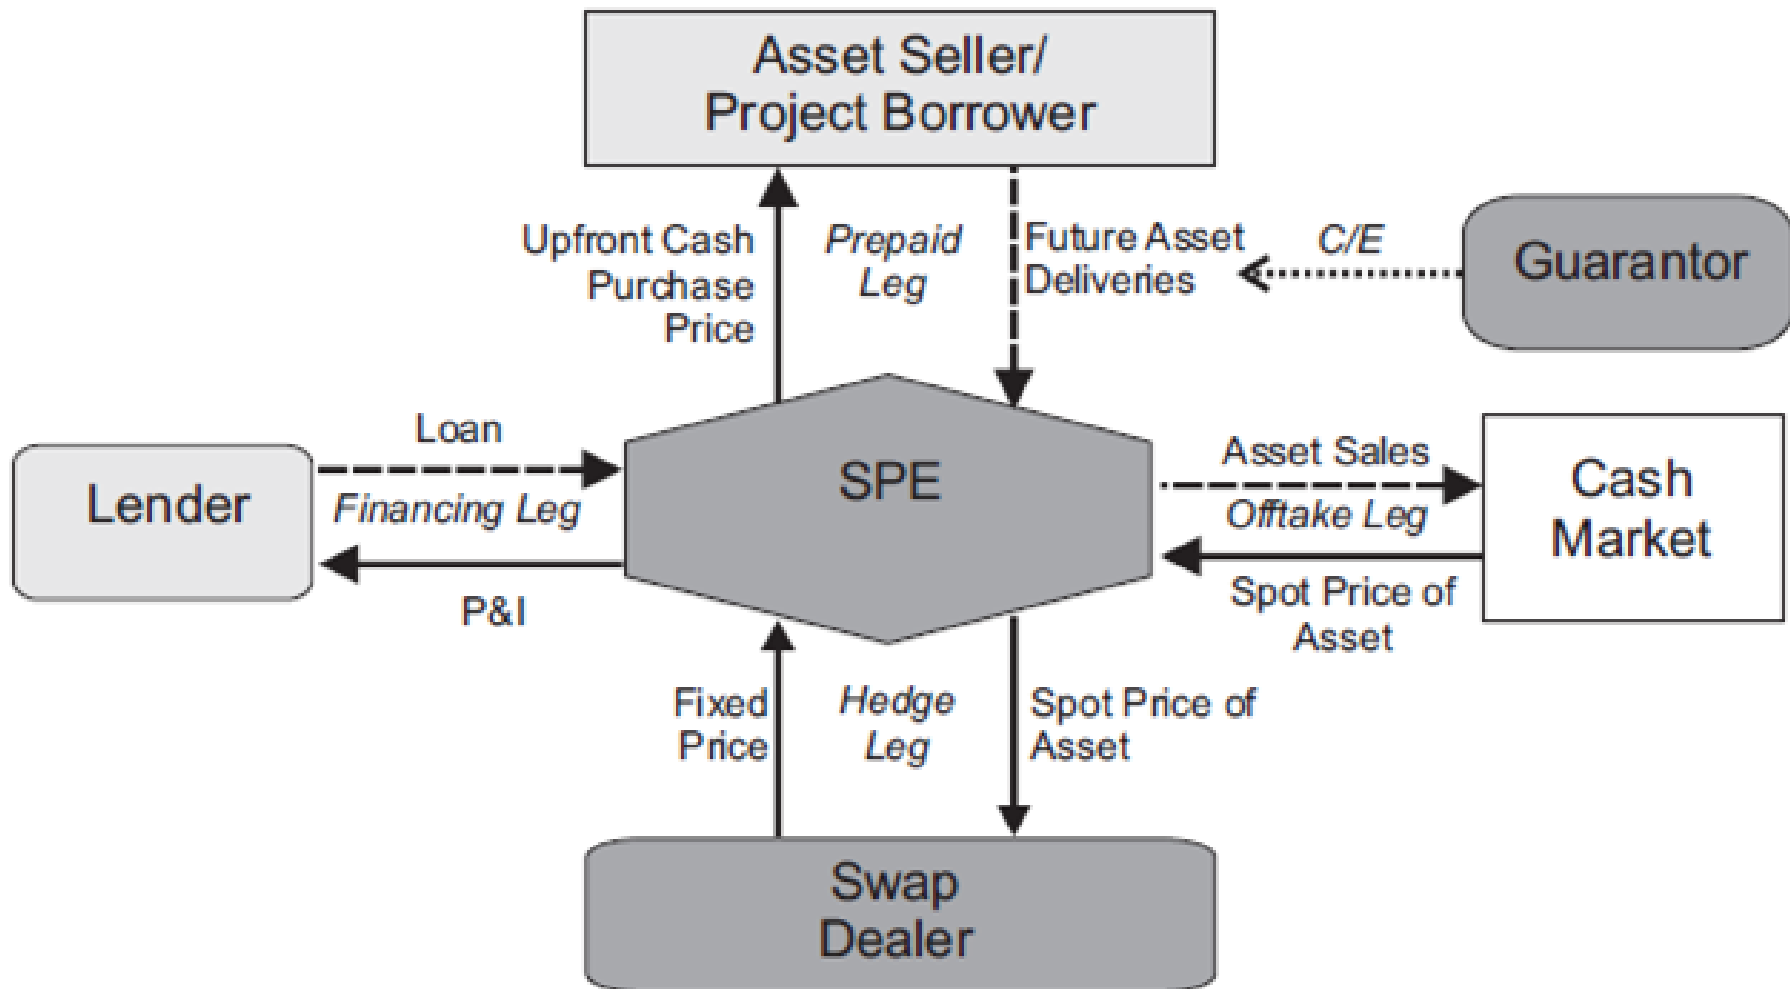 Asset Seller/
Project Borrower
Upfront Cash
Purchase
Price
Prepaid
Leg
Future Asset
Deliveries
C/E
Guarantor
Lender
Loan
Financing Leg
P&I
SPE
Asset Sales
Offtake Leg
Spot Price of
Asset
Cash
Market
Fixed
Price
Hedge
Leg
Spot Price of
Asset
Swap
Dealer